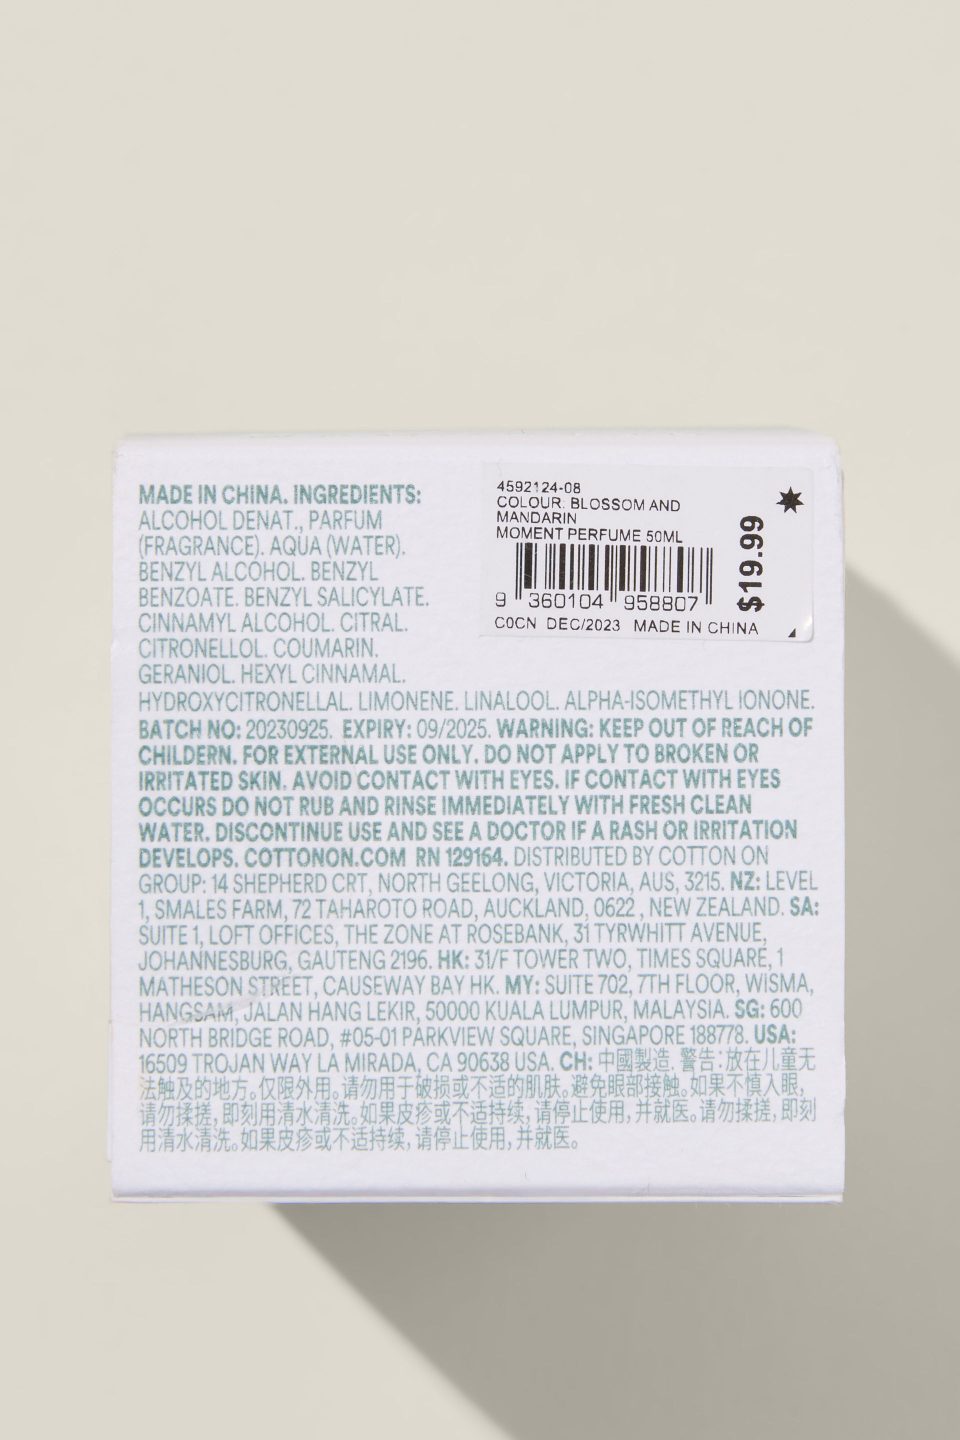 MADE IN CHINA. INGREDIENTS:
ALCOHOL DENAT., PARFUM
(FRAGRANCE). AQUA (WATER).
BENZYL ALCOHOL. BENZYL
BENZOATE. BENZYL SALICYLATE.
CINNAMYL ALCOHOL. CITRAL.
CITRONELLOL. COUMARIN.
GERANIOL. HEXYL CINNAMAL.
HYDROXYCITRONELLAL. LIMONENE. LINALOOL. ALPHA-ISOMETHYL IONONE.
BATCH NO: 20230925. EXPIRY: 09/2025. WARNING: KEEP OUT OF REACH OF
CHILDERN. FOR EXTERNAL USE ONLY. DO NOT APPLY TO BROKEN OR
IRRITATED SKIN. AVOID CONTACT WITH EYES. IF CONTACT WITH EYES
OCCURS DO NOT RUB AND RINSE IMMEDIATELY WITH FRESH CLEAN
WATER. DISCONTINUE USE AND SEE A DOCTOR IF A RASH OR IRRITATION
DEVELOPS. COTTONON.COM RN 129164. DISTRIBUTED BY COTTON ON
GROUP: 14 SHEPHERD CRT, NORTH GEELONG, VICTORIA, AUS, 3215. NZ: LEVEL
1, SMALES FARM, 72 TAHAROTO ROAD, AUCKLAND, 0622 , NEW ZEALAND. SA:
SUITE 1, LOFT OFFICES, THE ZONE AT ROSEBANK, 31 TYRWHITT AVENUE,
JOHANNESBURG, GAUTENG 2196. HK: 31/F TOWER TWO, TIMES SQUARE, 1
MATHESON STREET, CAUSEWAY BAY HK. MY: SUITE 702, 7TH FLOOR, WISMA,
HANGSAM, JALAN HANG LEKIR, 50000 KUALA LUMPUR, MALAYSIA. SG: 600
NORTH BRIDGE ROAD, #05-01 PARKVIEW SQUARE, SINGAPORE 188778. USA:
16509 TROJAN WAY LA MIRADA, CA 90638 USA. CH: 中國製造. 警告：放在儿童无
法触及的地方。仅限外用。请勿用于破损或不适的肌肤。避免眼部接触。如果不慎入眼,
请勿揉搓, 即刻用清水清洗。如果皮疹或不适持续, 请停止使用, 并就医。请勿揉搓, 即刻
用清水清洗。如果皮疹或不适持续, 请停止使用, 并就医。
4592124-08
COLOUR: BLOSSOM AND
MANDARIN
MOMENT PERFUME 50ML
9 360104 958807
C0CN DEC/2023 MADE IN CHINA
$19.99